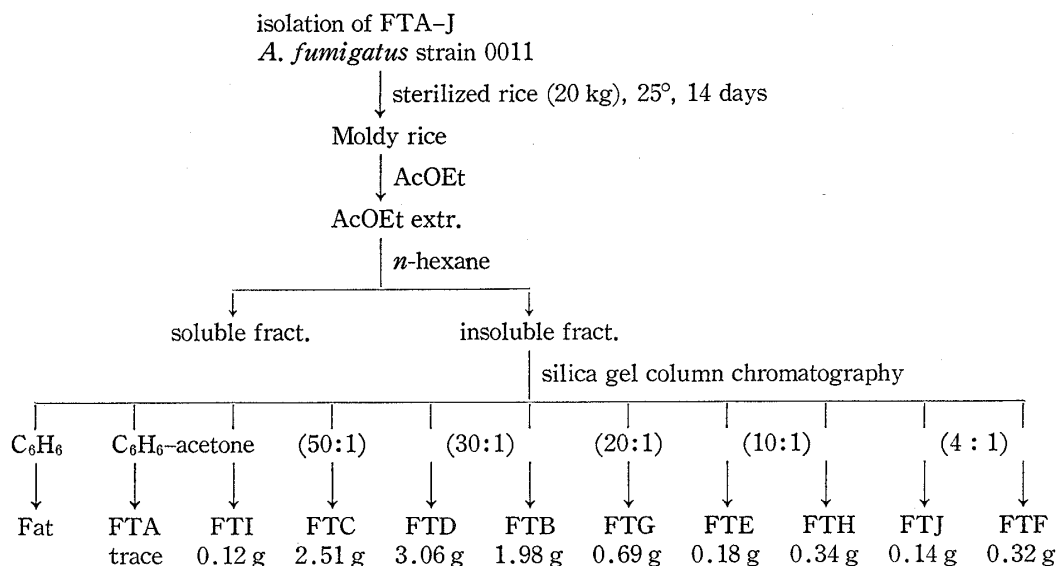 isolation of FTA–J
A. fumigatus strain 0011
sterilized rice (20 kg), 25°, 14 days
Moldy rice
AcOEt
AcOEt extr.
n-hexane
soluble fract. insoluble fract.
silica gel column chromatography
C₆H₆ C₆H₆–acetone (50:1) (30:1) (20:1) (10:1) (4 : 1)
Fat FTA FTI FTC FTD FTB FTG FTE FTH FTJ FTF
trace 0.12 g 2.51 g 3.06 g 1.98 g 0.69 g 0.18 g 0.34 g 0.14 g 0.32 g